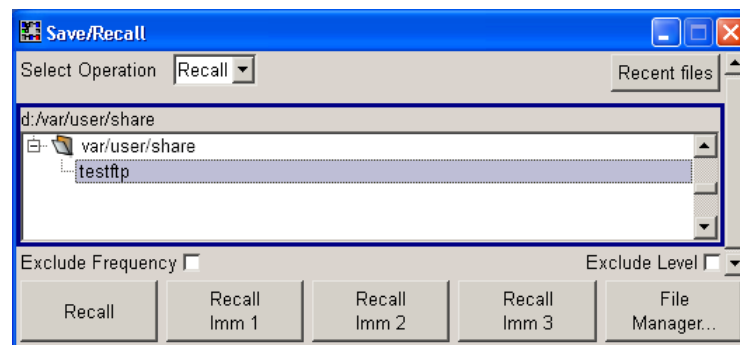 Save/Recall
Select Operation Recall Recent files
d:/var/user/share
var/user/share
testftp
Exclude Frequency Exclude Level
Recall Recall Imm 1 Recall Imm 2 Recall Imm 3 File Manager...